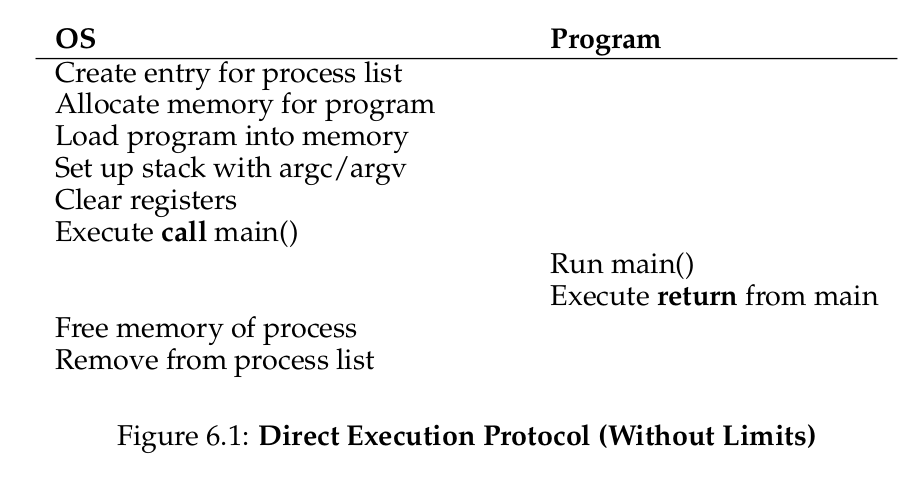 OS Program
Create entry for process list
Allocate memory for program
Load program into memory
Set up stack with argc/argv
Clear registers
Execute call main()
Run main()
Execute return from main
Free memory of process
Remove from process list
Figure 6.1: Direct Execution Protocol (Without Limits)